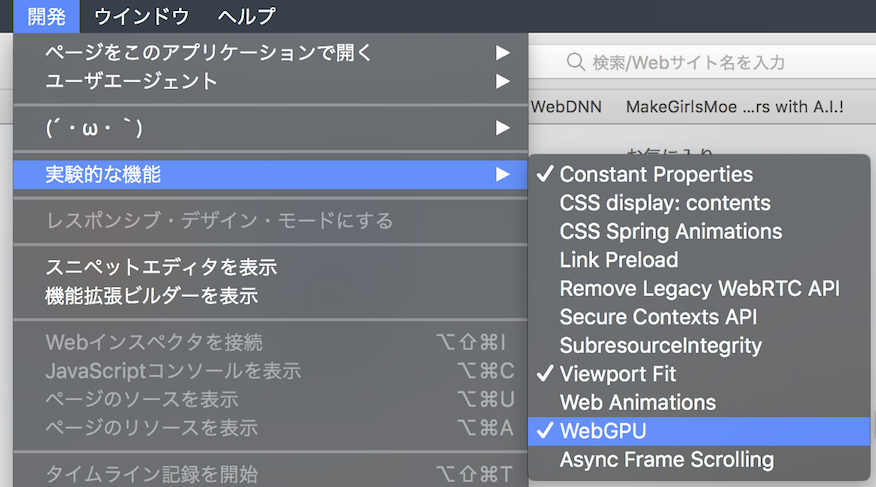 開発 ウインドウ ヘルプ
ページをこのアプリケーションで開く ▶
ユーザエージェント ▶
(´・ω・｀) ▶
実験的な機能 ▶
レスポンシブ・デザイン・モードにする
スニペットエディタを表示
機能拡張ビルダーを表示
Webインスペクタを接続 ⌥⇧⌘I
JavaScriptコンソールを表示 ⌥⌘C
ページのソースを表示 ⌥⌘U
ページのリソースを表示 ⌥⌘A
タイムライン記録を開始 ⌥⇧⌘T
検索/Webサイト名を入力
WebDNN MakeGirlsMoe ...rs with A.I.!
お気に入り
✓ Constant Properties
CSS display: contents
CSS Spring Animations
Link Preload
Remove Legacy WebRTC API
Secure Contexts API
SubresourceIntegrity
✓ Viewport Fit
Web Animations
✓ WebGPU
Async Frame Scrolling